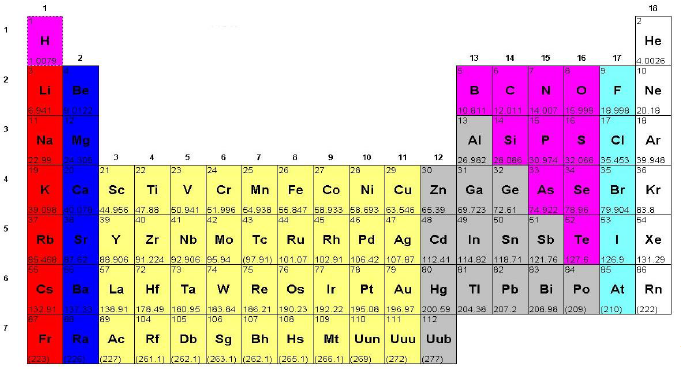 1 18
1 H 1.0079 2 He 4.0026
2 13 14 15 16 17
2 3 Li 6.941 Be 5 B 10.811 6 C 12.011 7 N 14.007 8 O 15.999 9 F 18.998 10 Ne 20.18
3 11 Na 22.99 12 Mg 13 Al 26.982 14 Si 28.086 15 P 30.974 16 S 32.066 17 Cl 35.453 18 Ar 39.948
3 4 5 6 7 8 9 10 11 12
4 19 K 39.098 Ca 21 Sc 44.956 22 Ti 47.88 23 V 50.941 24 Cr 51.996 25 Mn 54.938 26 Fe 55.847 27 Co 58.933 28 Ni 58.693 29 Cu 63.546 30 Zn 65.39 31 Ga 69.723 32 Ge 72.61 33 As 74.922 34 Se 78.96 35 Br 79.904 36 Kr 83.8
5 37 Rb 85.468 Sr 39 Y 88.906 40 Zr 91.224 41 Nb 92.906 42 Mo 95.94 43 Tc (97.91) 44 Ru 101.07 45 Rh 102.91 46 Pd 106.42 47 Ag 107.87 48 Cd 112.41 49 In 114.82 50 Sn 118.71 51 Sb 121.76 52 Te 127.6 53 I 126.9 54 Xe 131.29
6 55 Cs 132.91 Ba 57 La 138.91 72 Hf 178.49 73 Ta 180.95 74 W 183.84 75 Re 186.21 76 Os 190.23 77 Ir 192.22 78 Pt 195.08 79 Au 196.97 80 Hg 200.59 81 Tl 204.38 82 Pb 207.2 83 Bi 208.98 84 Po (209) 85 At (210) 86 Rn (222)
7 87 Fr (223) Ra 89 Ac (227) 104 Rf (261.1) 105 Db (262.1) 106 Sg (263.1) 107 Bh (262.1) 108 Hs (265.1) 109 Mt (266.1) 110 Uun (269) 111 Uuu (272) 112 Uub (277)